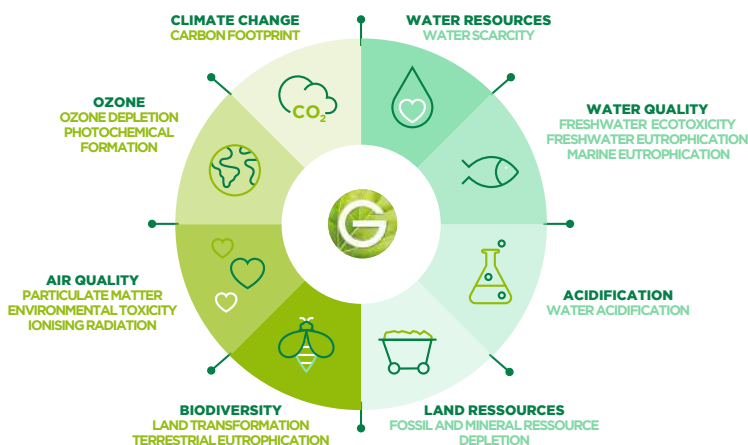 CLIMATE CHANGE
CARBON FOOTPRINT
WATER RESOURCES
WATER SCARCITY
OZONE
OZONE DEPLETION
PHOTOCHEMICAL
FORMATION
CO₂
WATER QUALITY
FRESHWATER ECOTOXICITY
FRESHWATER EUTROPHICATION
MARINE EUTROPHICATION
G
AIR QUALITY
PARTICULATE MATTER
ENVIRONMENTAL TOXICITY
IONISING RADIATION
ACIDIFICATION
WATER ACIDIFICATION
BIODIVERSITY
LAND TRANSFORMATION
TERRESTRIAL EUTROPHICATION
LAND RESSOURCES
FOSSIL AND MINERAL RESSOURCE
DEPLETION